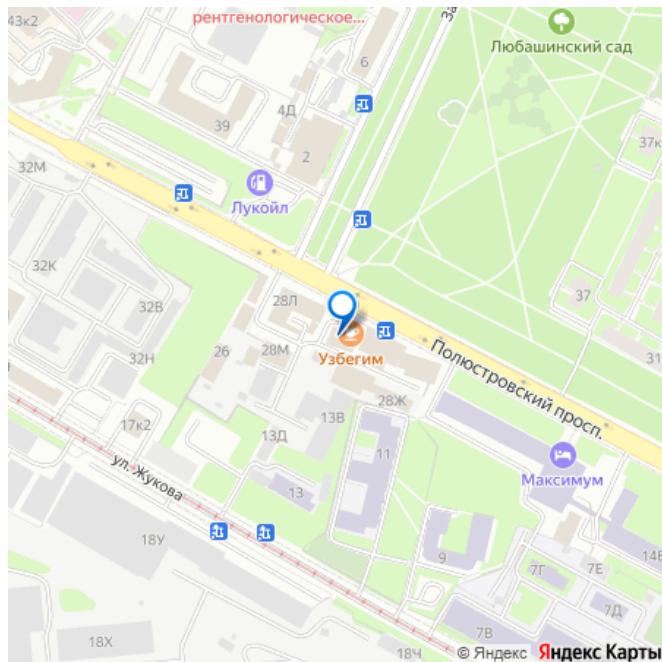 43к2
рентгенологическое...
За
Любашинский сад
6
4Д
39
2
37к
32М
Лукойл
32К
37
28Л
32В
Узбегим
Полюстровский просп.
31
26
28М
32Н
28Ж
13В
17к2
13Д
11
ул. Жукова
13
Максимум
18У
9
7Г
7Е
14В
7Д
7В
18Х
18Ч
© Яндекс Яндекс Карты